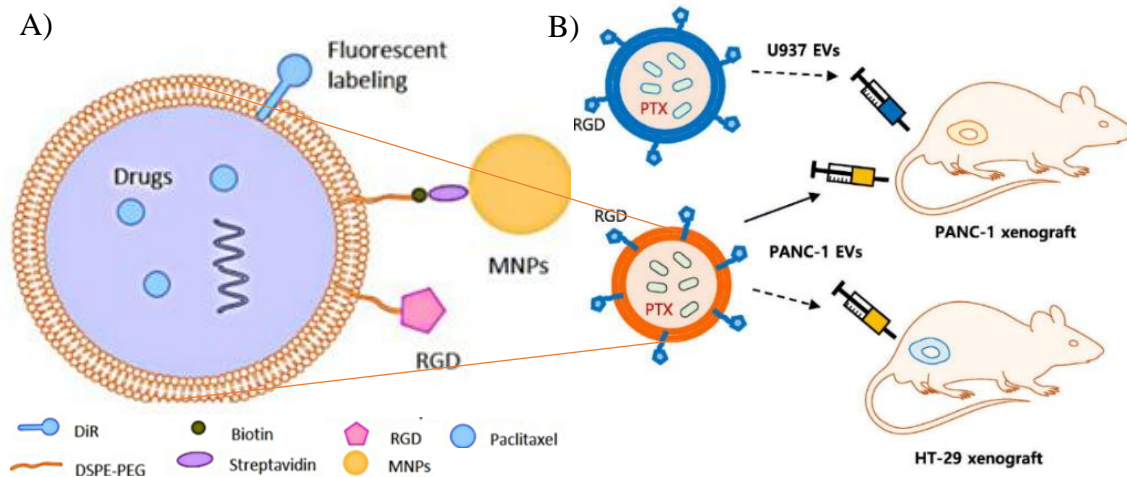 A)
Fluorescent
labeling
Drugs
MNPs
RGD
DiR
Biotin
RGD
Paclitaxel
DSPE-PEG
Streptavidin
MNPs
B)
U937 EVs
PTX
RGD
RGD
PANC-1 EVs
PTX
PANC-1 xenograft
HT-29 xenograft